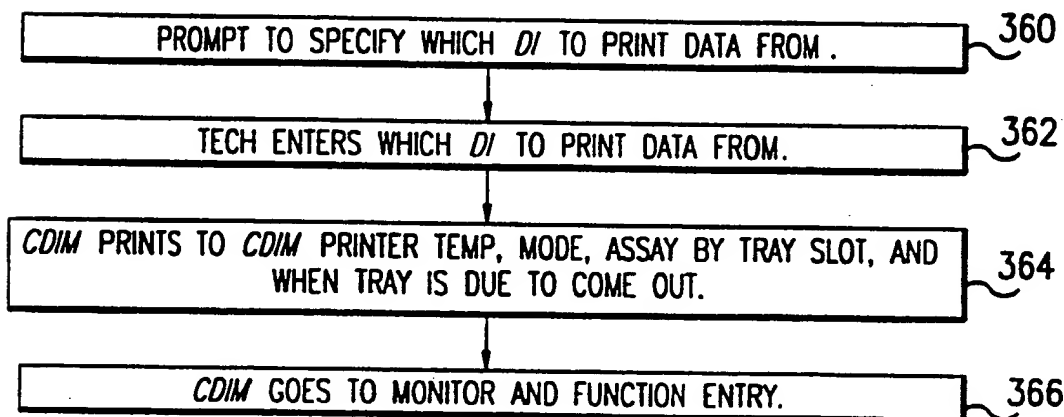 PROMPT TO SPECIFY WHICH DI TO PRINT DATA FROM .
360
TECH ENTERS WHICH DI TO PRINT DATA FROM.
362
CDIM PRINTS TO CDIM PRINTER TEMP, MODE, ASSAY BY TRAY SLOT, AND
WHEN TRAY IS DUE TO COME OUT.
364
CDIM GOES TO MONITOR AND FUNCTION ENTRY.
366